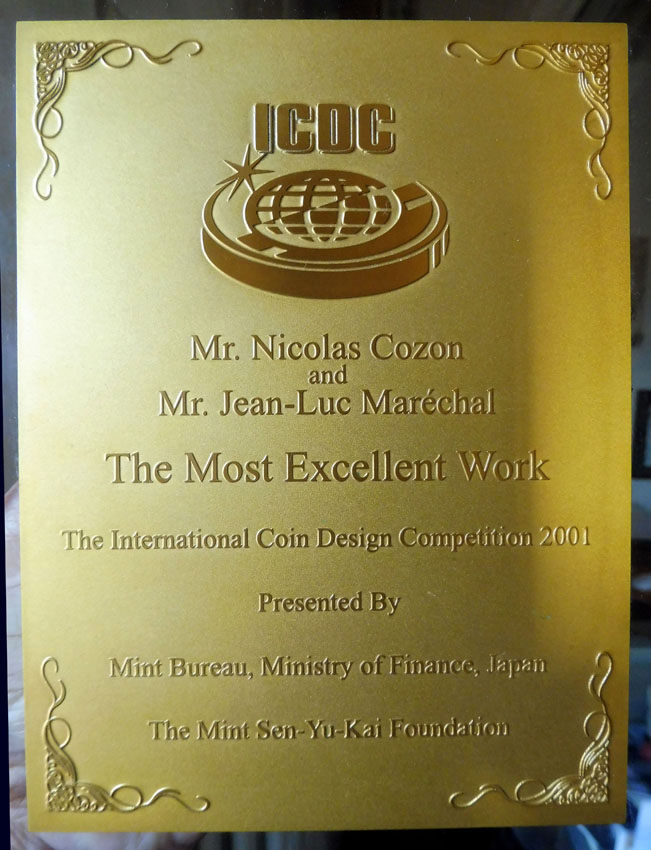 ICDC
Mr. Nicolas Cozon
and
Mr. Jean-Luc Maréchal
The Most Excellent Work
The International Coin Design Competition 2001
Presented By
Mint Bureau, Ministry of Finance, Japan
The Mint Sen-Yu-Kai Foundation